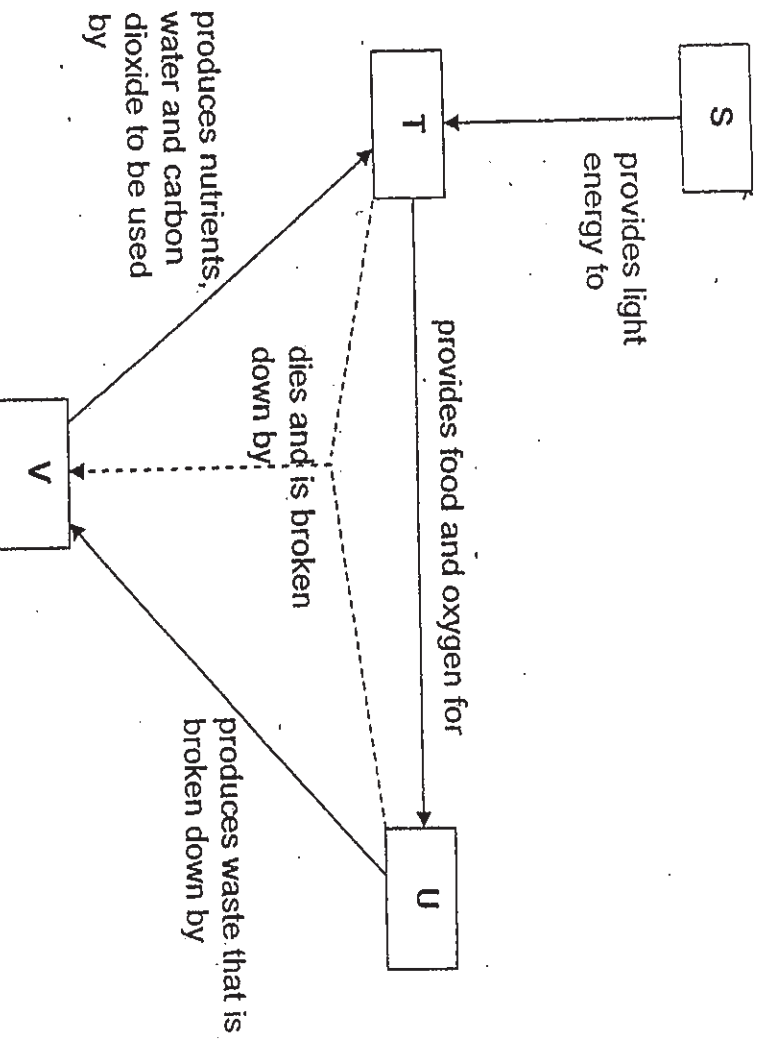 S
provides light
energy to
T
provides food and oxygen for
U
dies and is broken
down by
produces nutrients,
water and carbon
dioxide to be used
by
produces waste that is
broken down by
V